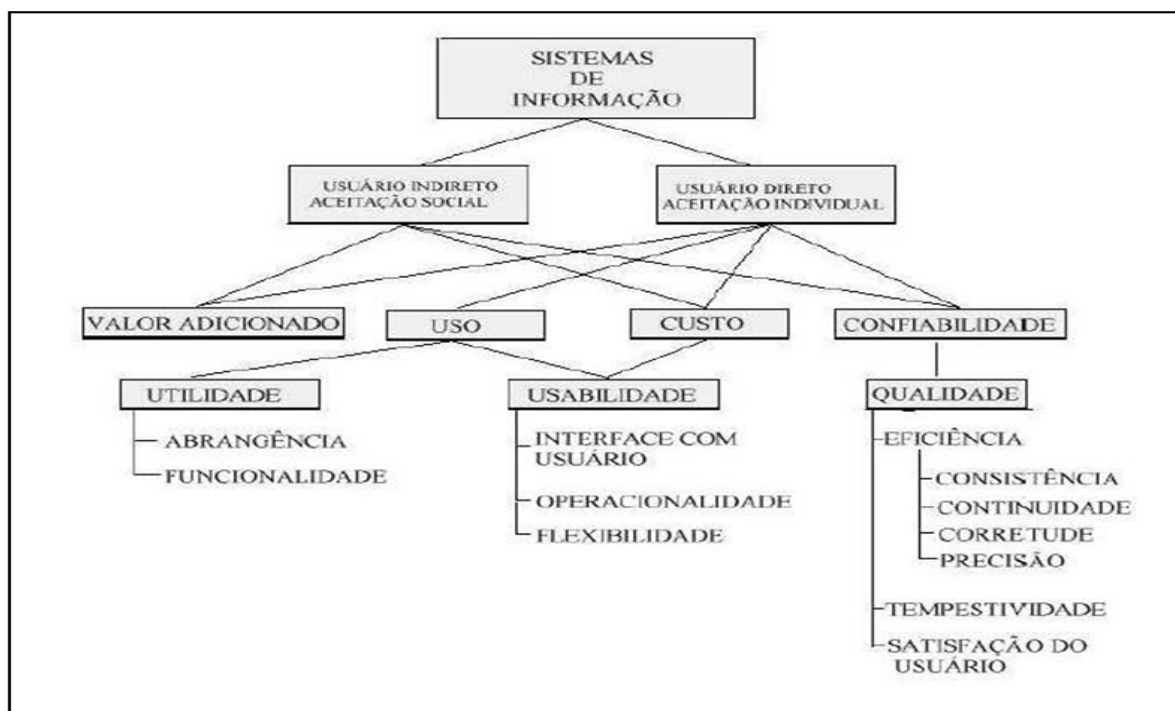 SISTEMAS
DE
INFORMAÇÃO
USUÁRIO INDIRETO
ACEITAÇÃO SOCIAL
USUÁRIO DIRETO
ACEITAÇÃO INDIVIDUAL
VALOR ADICIONADO
USO
CUSTO
CONFIABILIDADE
UTILIDADE
USABILIDADE
QUALIDADE
ABRANGÊNCIA
FUNCIONALIDADE
INTERFACE COM
USUÁRIO
OPERACIONALIDADE
FLEXIBILIDADE
EFICIÊNCIA
CONSISTÊNCIA
CONTINUIDADE
CORRETUDE
PRECISÃO
TEMPESTIVIDADE
SATISFAÇÃO DO
USUÁRIO